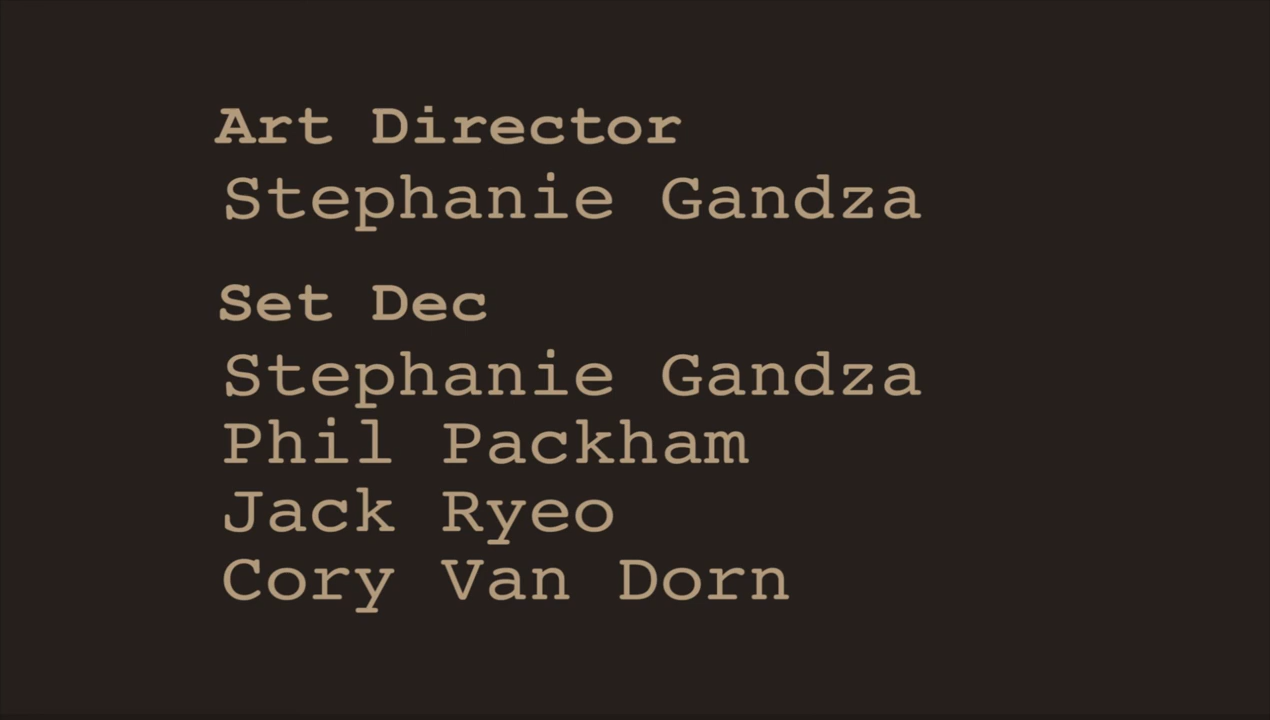 Art Director
Stephanie Gandza
Set Dec
Stephanie Gandza
Phil Packham
Jack Ryeo
Cory Van Dorn